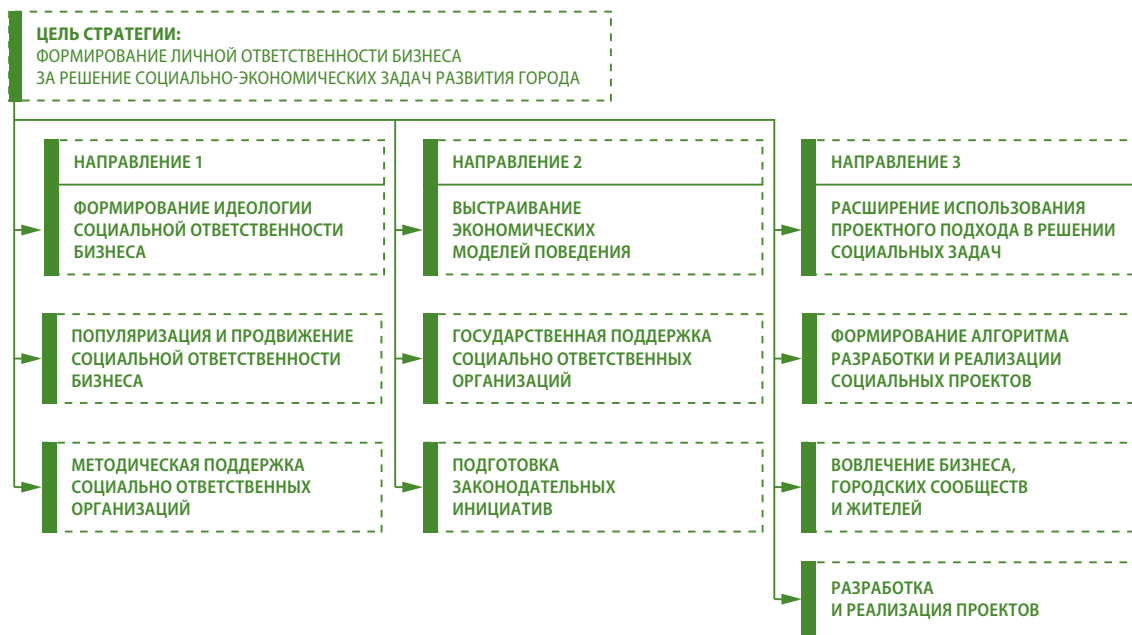 ЦЕЛЬ СТРАТЕГИИ:
ФОРМИРОВАНИЕ ЛИЧНОЙ ОТВЕТСТВЕННОСТИ БИЗНЕСА
ЗА РЕШЕНИЕ СОЦИАЛЬНО-ЭКОНОМИЧЕСКИХ ЗАДАЧ РАЗВИТИЯ ГОРОДА
НАПРАВЛЕНИЕ 1
ФОРМИРОВАНИЕ ИДЕОЛОГИИ
СОЦИАЛЬНОЙ ОТВЕТСТВЕННОСТИ
БИЗНЕСА
ПОПУЛЯРИЗАЦИЯ И ПРОДВИЖЕНИЕ
СОЦИАЛЬНОЙ ОТВЕТСТВЕННОСТИ
БИЗНЕСА
МЕТОДИЧЕСКАЯ ПОДДЕРЖКА
СОЦИАЛЬНО ОТВЕТСТВЕННЫХ
ОРГАНИЗАЦИЙ
НАПРАВЛЕНИЕ 2
ВЫСТРАИВАНИЕ
ЭКОНОМИЧЕСКИХ
МОДЕЛЕЙ ПОВЕДЕНИЯ
ГОСУДАРСТВЕННАЯ ПОДДЕРЖКА
СОЦИАЛЬНО ОТВЕТСТВЕННЫХ
ОРГАНИЗАЦИЙ
ПОДГОТОВКА
ЗАКОНОДАТЕЛЬНЫХ
ИНИЦИАТИВ
НАПРАВЛЕНИЕ 3
РАСШИРЕНИЕ ИСПОЛЬЗОВАНИЯ
ПРОЕКТНОГО ПОДХОДА В РЕШЕНИИ
СОЦИАЛЬНЫХ ЗАДАЧ
ФОРМИРОВАНИЕ АЛГОРИТМА
РАЗРАБОТКИ И РЕАЛИЗАЦИИ
СОЦИАЛЬНЫХ ПРОЕКТОВ
ВОВЛЕЧЕНИЕ БИЗНЕСА,
ГОРОДСКИХ СООБЩЕСТВ
И ЖИТЕЛЕЙ
РАЗРАБОТКА
И РЕАЛИЗАЦИЯ ПРОЕКТОВ